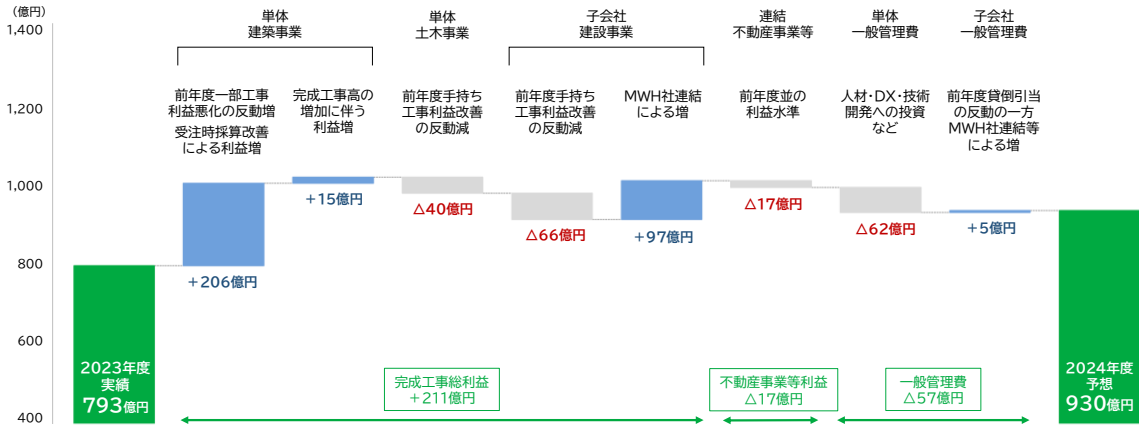 (億円)
1,400
1,200
1,000
800
600
400
単体
建築事業
単体
土木事業
子会社
建設事業
連結
不動産事業等
単体
一般管理費
子会社
一般管理費
前年度一部工事
利益悪化の反動増
受注時採算改善
による利益増
完成工事高の
増加に伴う
利益増
前年度手持ち
工事利益改善
の反動減
前年度手持ち
工事利益改善
の反動減
MWH社連結
による増
前年度並の
利益水準
人材・DX・技術
開発への投資
など
前年度貸倒引当
の反動の一方
MWH社連結等
による増
+206億円
+15億円
△40億円
△66億円
+97億円
△17億円
△62億円
+5億円
2023年度
実績
793億円
完成工事総利益
+211億円
不動産事業等利益
△17億円
一般管理費
△57億円
2024年度
予想
930億円